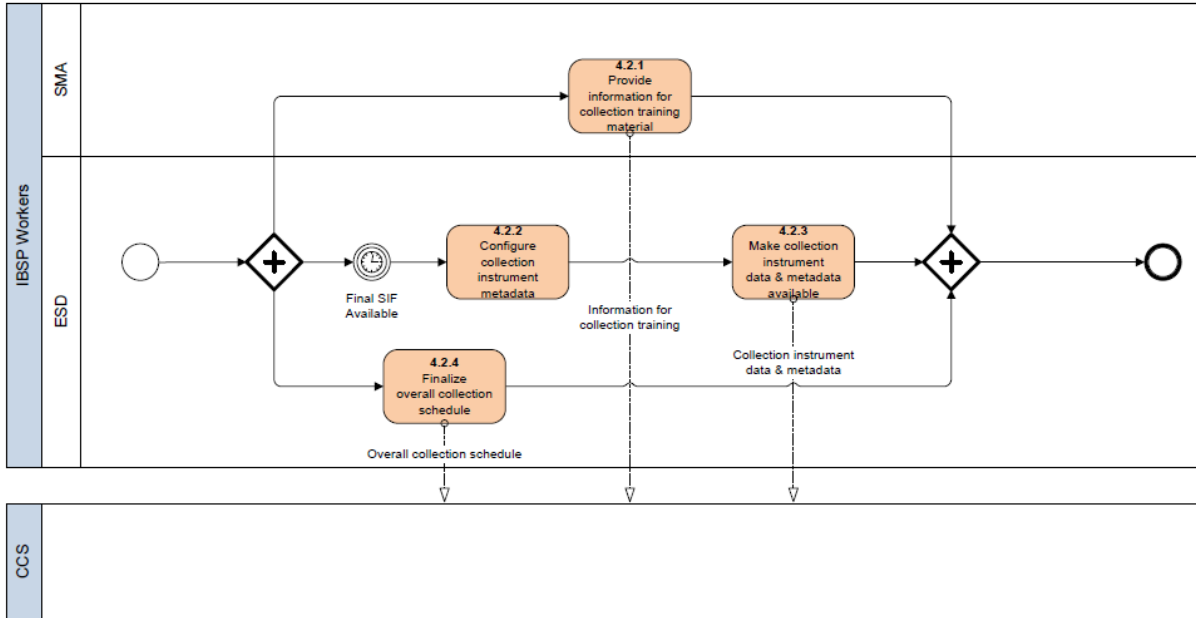 IBSP Workers
SMA
4.2.1
Provide
information for
collection training
material
ESD
Final SIF
Available
4.2.2
Configure
collection
instrument
metadata
4.2.3
Make collection
instrument
data & metadata
available
Information for
collection training
Collection instrument
data & metadata
4.2.4
Finalize
overall collection
schedule
Overall collection schedule
CCS